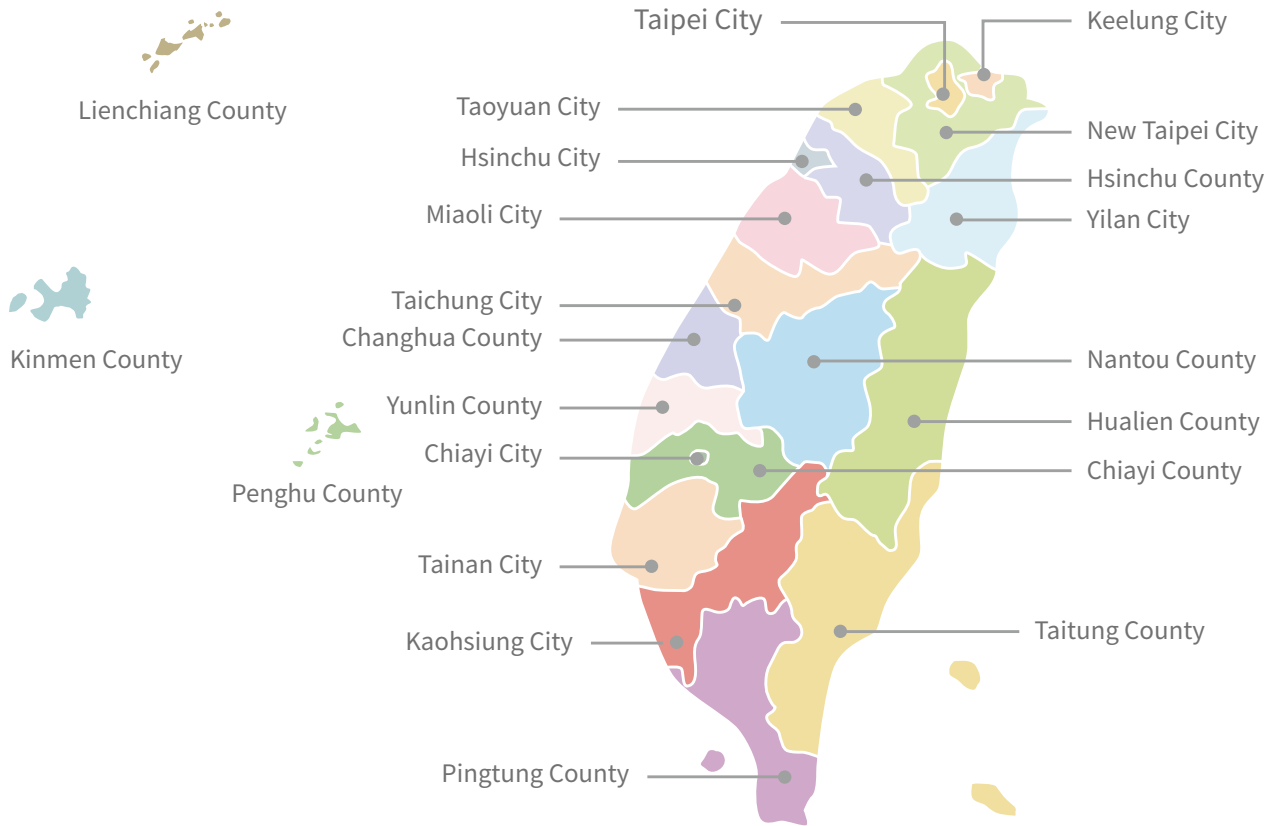 Taipei City
Keelung City
Lienchiang County
Taoyuan City
New Taipei City
Hsinchu City
Hsinchu County
Miaoli City
Yilan City
Taichung City
Changhua County
Kinmen County
Nantou County
Yunlin County
Hualien County
Chiayi City
Chiayi County
Penghu County
Tainan City
Kaohsiung City
Taitung County
Pingtung County